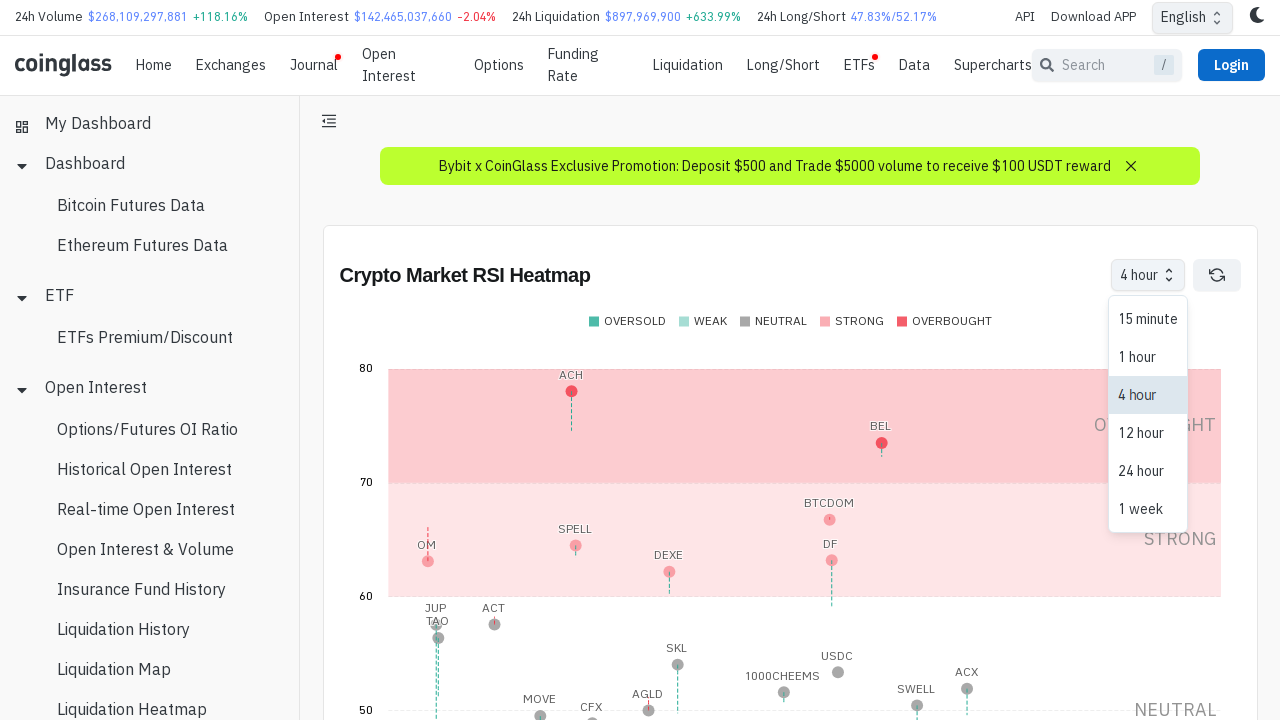 24h Volume $268,109,297,881 +118.16% Open Interest $142,465,037,660 -2.04% 24h Liquidation $897,969,900 +633.99% 24h Long/Short 47.83%/52.17% API Download APP English
coinglass Home Exchanges Journal Open Interest Options Funding Rate Liquidation Long/Short ETFs Data Supercharts Search / Login
My Dashboard
Dashboard
Bitcoin Futures Data
Ethereum Futures Data
ETF
ETFs Premium/Discount
Open Interest
Options/Futures OI Ratio
Historical Open Interest
Real-time Open Interest
Open Interest & Volume
Insurance Fund History
Liquidation History
Liquidation Map
Liquidation Heatmap
Bybit x CoinGlass Exclusive Promotion: Deposit $500 and Trade $5000 volume to receive $100 USDT reward
Crypto Market RSI Heatmap
4 hour
15 minute
1 hour
4 hour
12 hour
24 hour
1 week
OVERSOLD WEAK NEUTRAL STRONG OVERBOUGHT
80
ACH
BEL
70
BTCDOM
SPELL
OM
DF
DEXE
STRONG
60
JUP
ACT
TAO
SKL
USDC
1000CHEEMS
ACX
SWELL
AGLD
MOVE
CFX
50
NEUTRAL